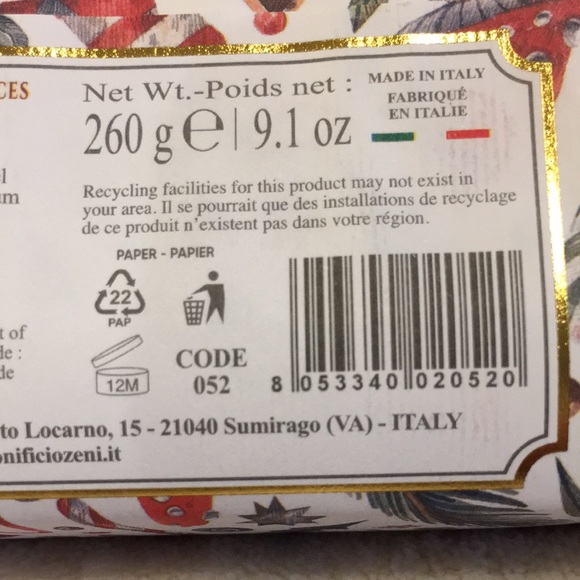 CES
Net Wt.-Poids net :
260 g e | 9.1 oz
MADE IN ITALY
FABRIQUÉ
EN ITALIE
Recycling facilities for this product may not exist in
your area. Il se pourrait que des installations de recyclage
de ce produit n'existent pas dans votre région.
PAPER - PAPIER
22
PAP
12M
CODE
052
8 053340 020520
t of
de :
de
to Locarno, 15 - 21040 Sumirago (VA) - ITALY
onificiozeni.it